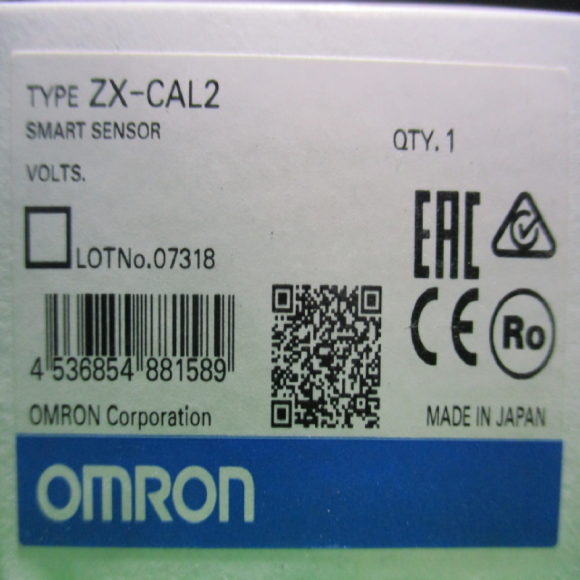 TYPE ZX-CAL2
SMART SENSOR
QTY. 1
VOLTS.
LOTNo.07318
EAC
CE
Ro
4 536854 881589
OMRON Corporation
MADE IN JAPAN
OMRON